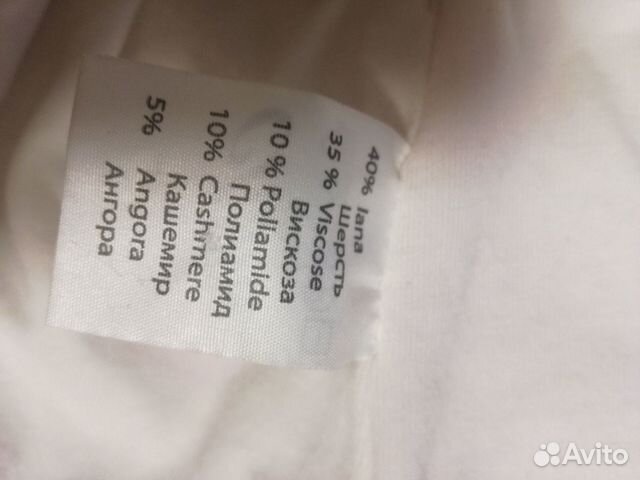 40% lana
Шерсть
35 % Viscose
Вискоза
10 % Poliamide
Полиамид
10% Cashmere
Кашемир
5% Angora
Ангора
Avito